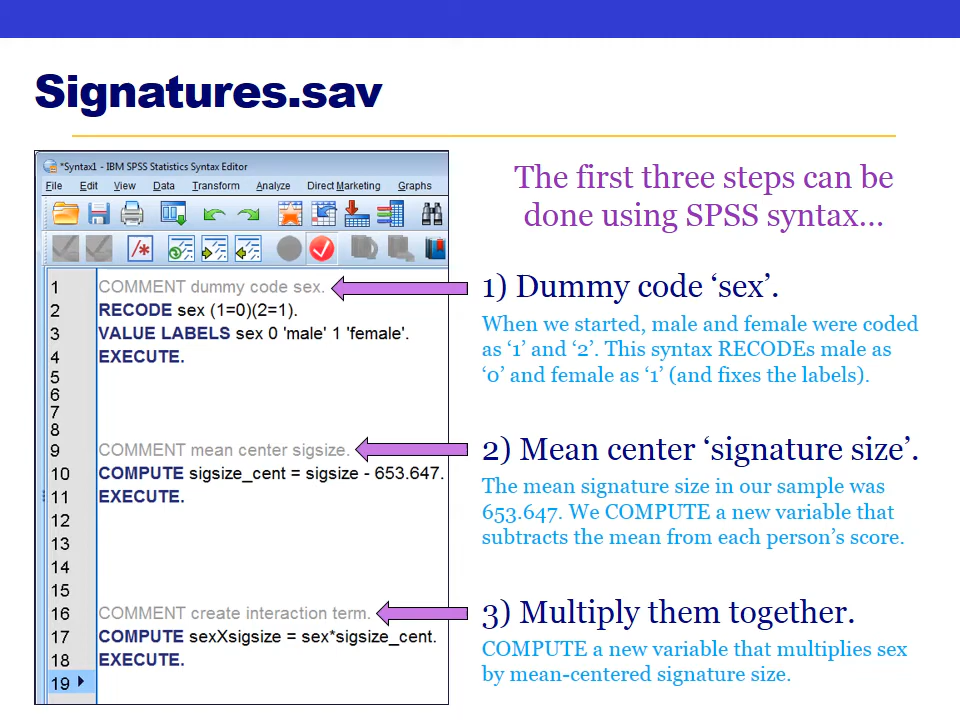 Signatures.sav
*Syntax1 - IBM SPSS Statistics Syntax Editor
File Edit View Data Transform Analyze Direct Marketing Graphs
1 COMMENT dummy code sex.
2 RECODE sex (1=0)(2=1).
3 VALUE LABELS sex 0 'male' 1 'female'.
4 EXECUTE.
5
6
7
8
9 COMMENT mean center sigsize.
10 COMPUTE sigsize_cent = sigsize - 653.647.
11 EXECUTE.
12
13
14
15
16 COMMENT create interaction term.
17 COMPUTE sexXsigsize = sex*sigsize_cent.
18 EXECUTE.
19
The first three steps can be
done using SPSS syntax…
1) Dummy code ‘sex’.
When we started, male and female were coded
as ‘1’ and ‘2’. This syntax RECODEs male as
‘0’ and female as ‘1’ (and fixes the labels).
2) Mean center ‘signature size’.
The mean signature size in our sample was
653.647. We COMPUTE a new variable that
subtracts the mean from each person’s score.
3) Multiply them together.
COMPUTE a new variable that multiplies sex
by mean-centered signature size.